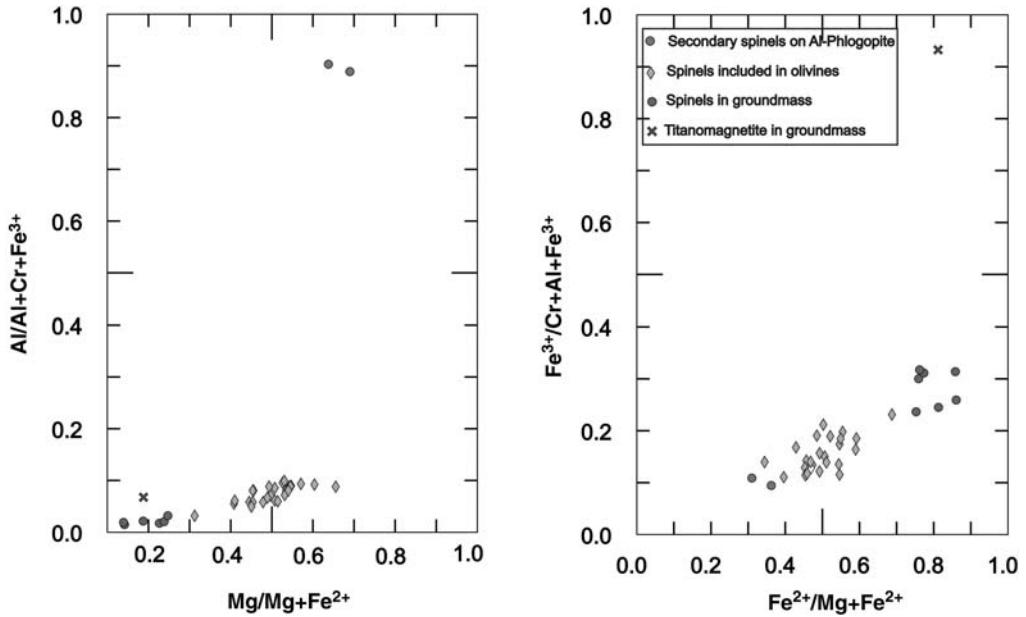 1.0
0.8
0.6
0.4
0.2
0.0
Al/Al+Cr+Fe³⁺
0.2 0.4 0.6 0.8 1.0
Mg/Mg+Fe²⁺
1.0
0.8
0.6
0.4
0.2
0.0
Fe³⁺/Cr+Al+Fe³⁺
Secondary spinels on Al-Phlogopite
Spinels included in olivines
Spinels in groundmass
Titanomagnetite in groundmass
0.0 0.2 0.4 0.6 0.8 1.0
Fe²⁺/Mg+Fe²⁺